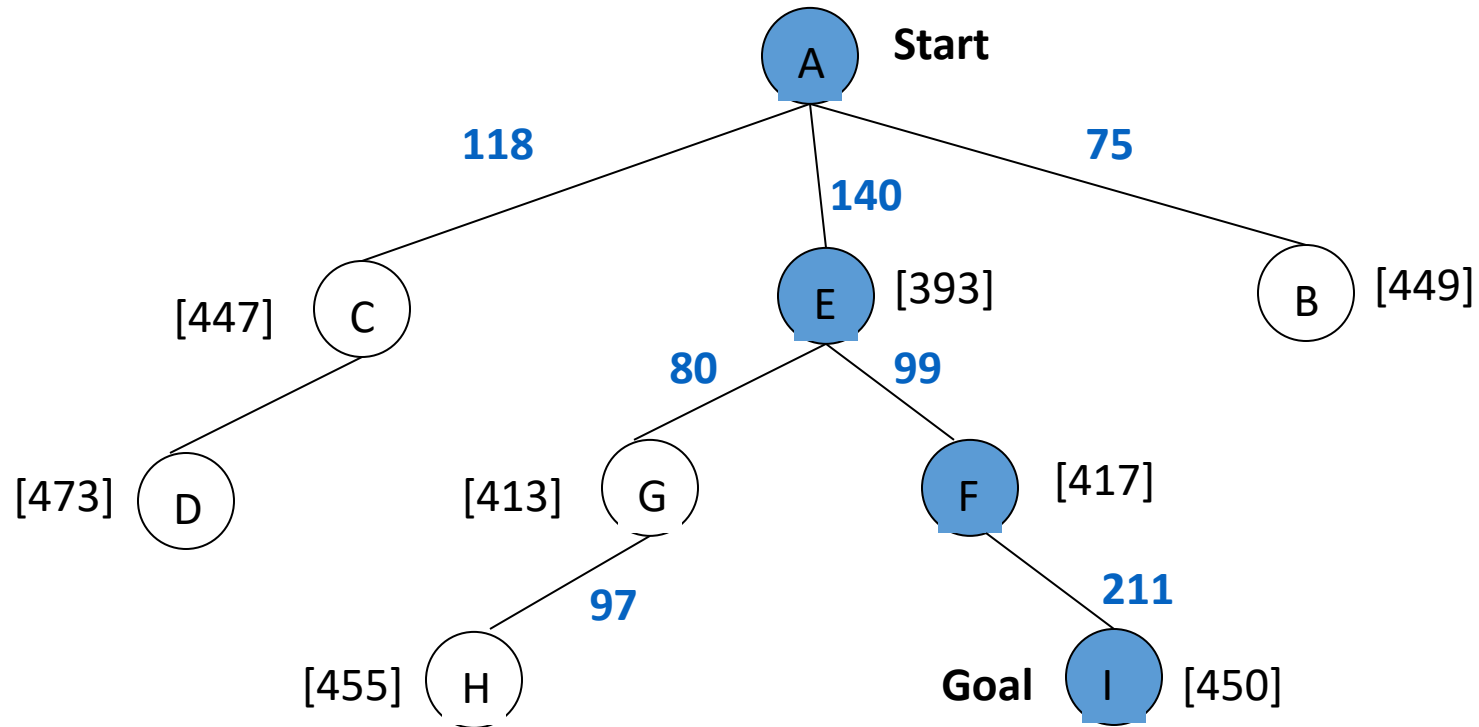 A Start
118
75
140
[447] C
E [393]
B [449]
80
99
[473] D
[413] G
F [417]
97
211
[455] H
Goal I [450]